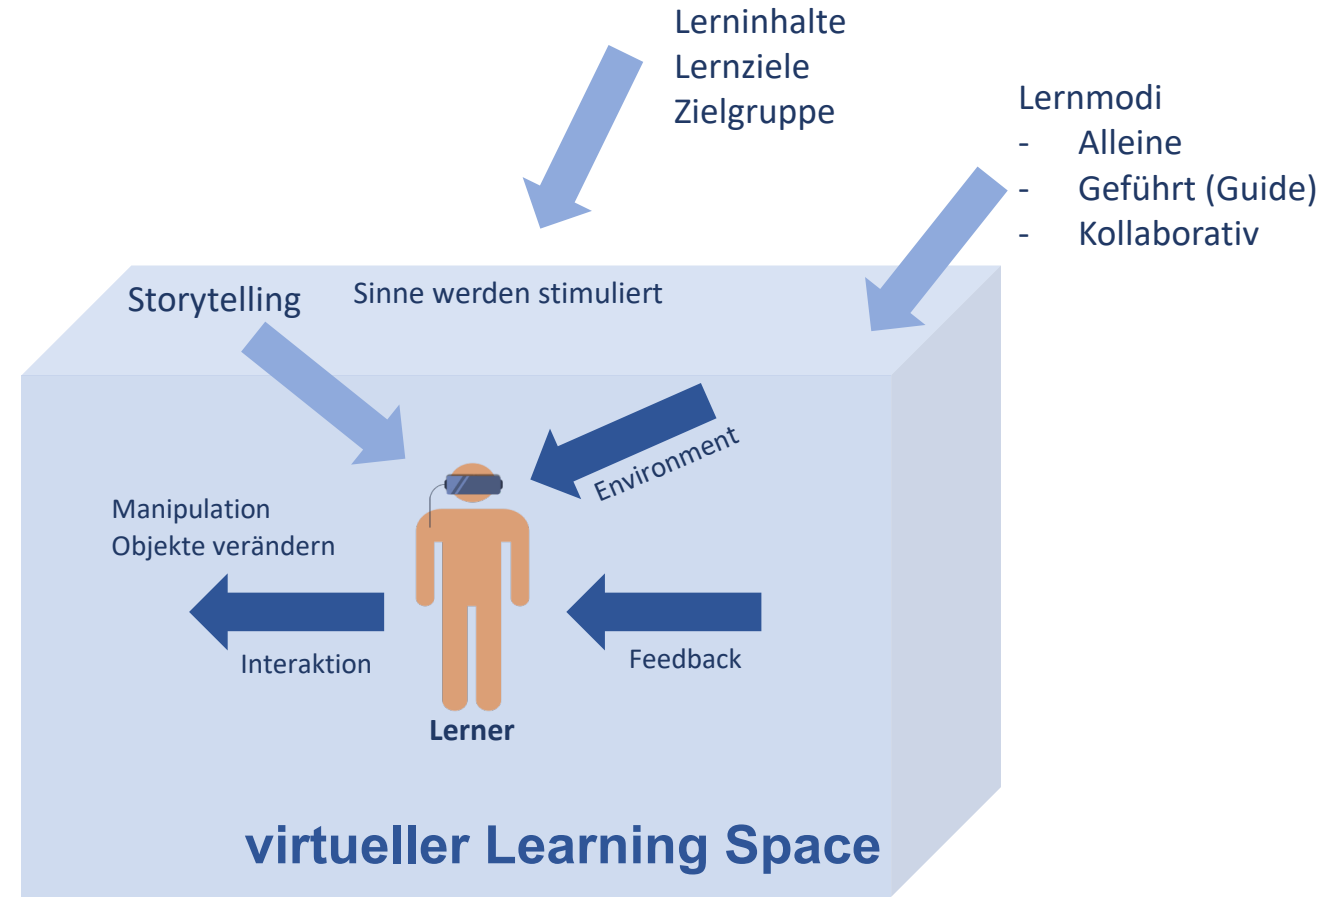 Lerninhalte
Lernziele
Zielgruppe
Lernmodi
- Alleine
- Geführt (Guide)
- Kollaborativ
Storytelling
Sinne werden stimuliert
Environment
Manipulation
Objekte verändern
Interaktion
Feedback
Lerner
virtueller Learning Space